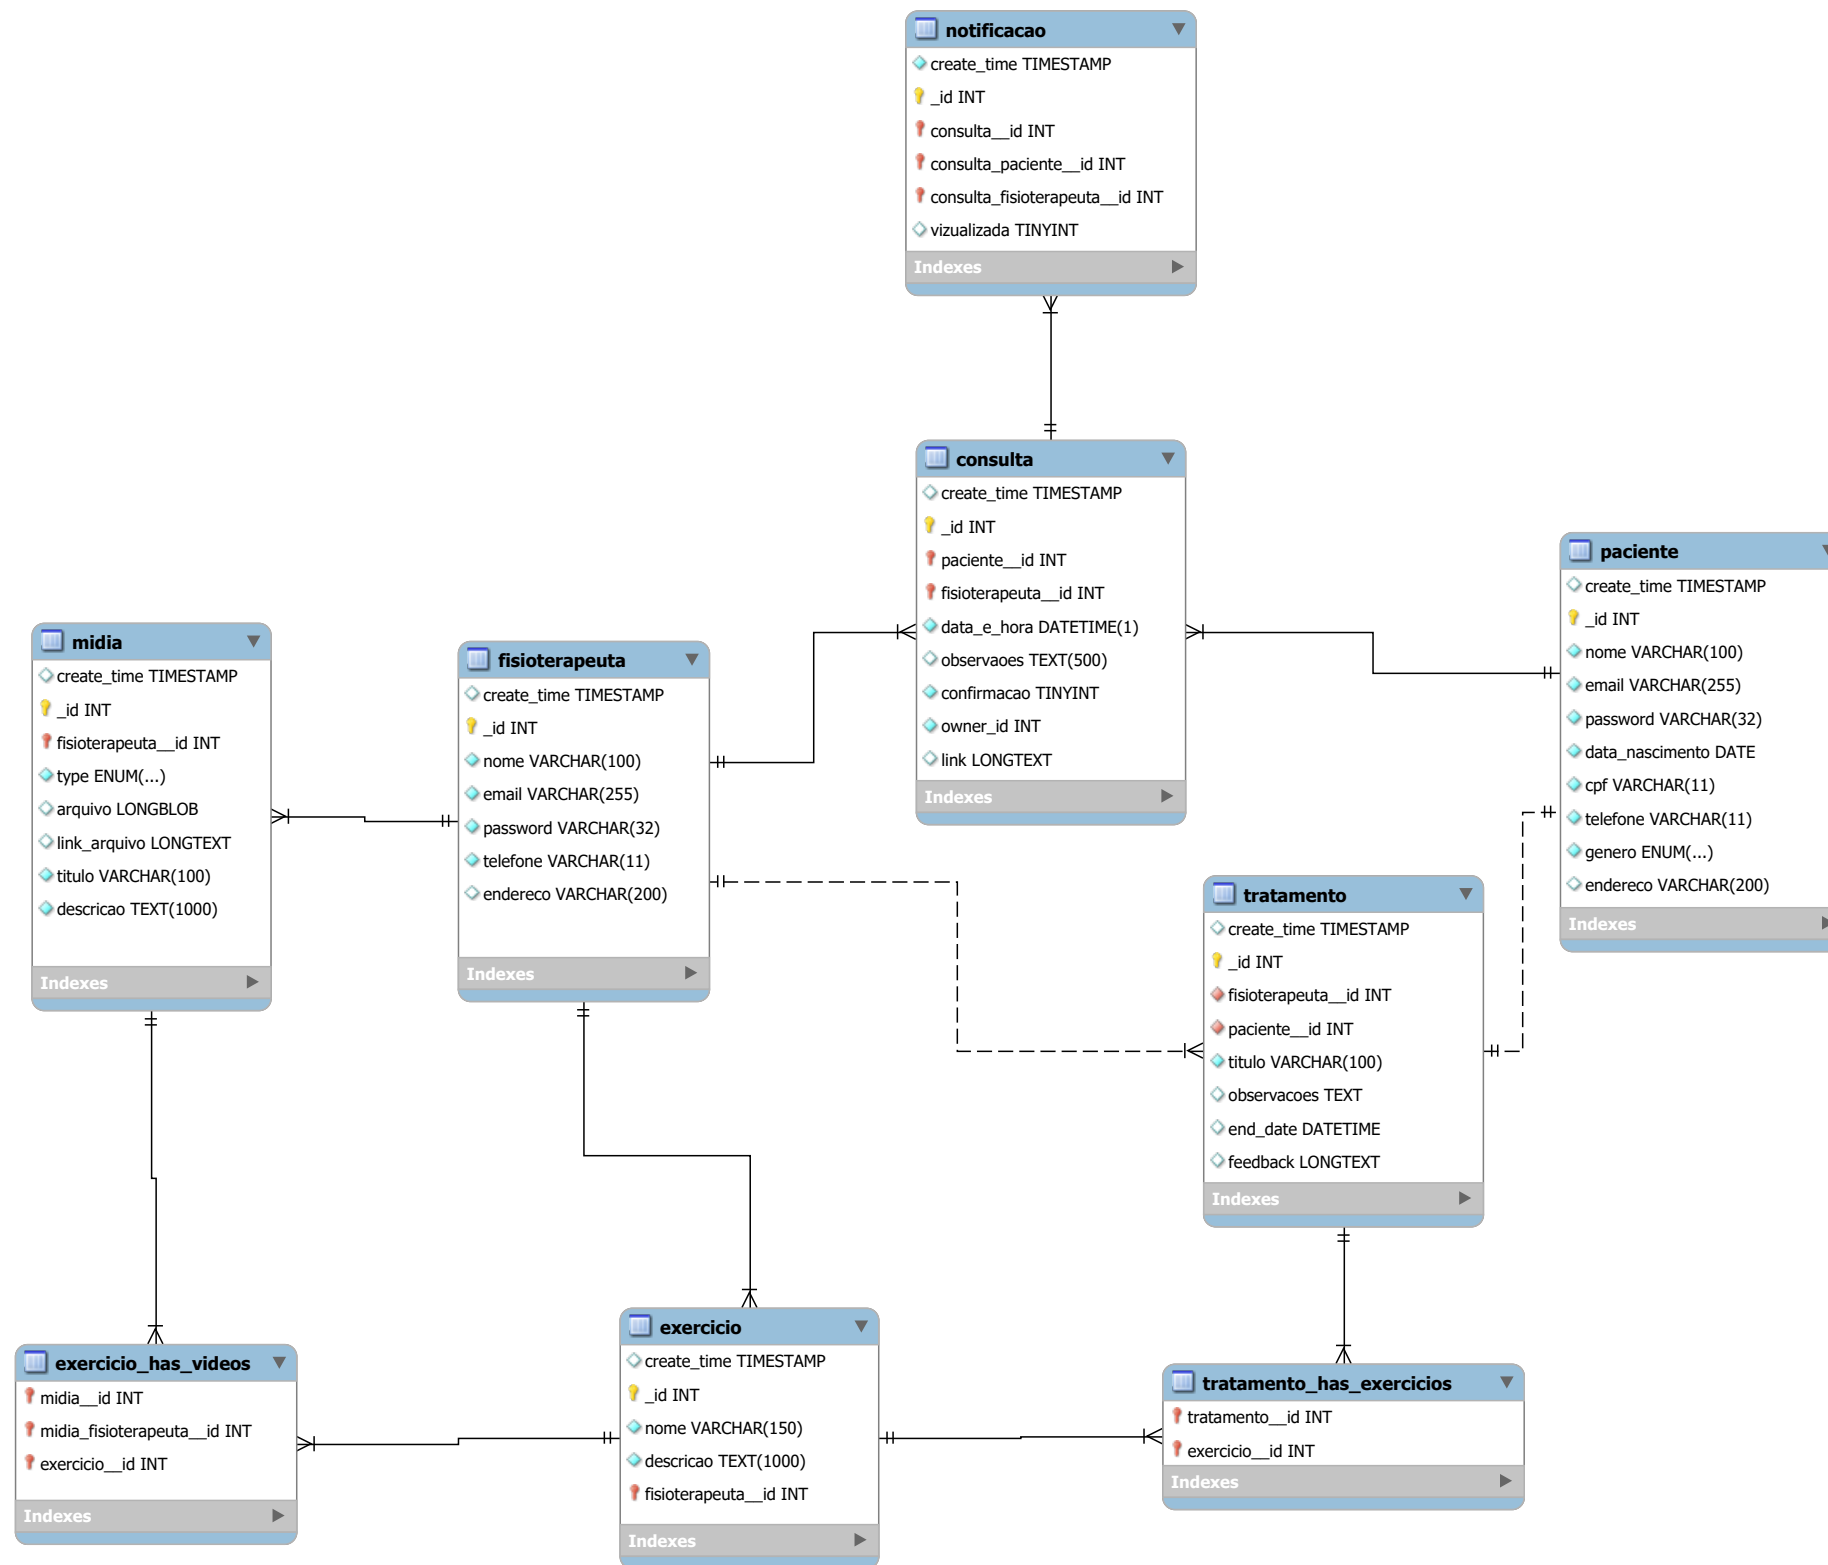 notificacao
create_time TIMESTAMP
_id INT
consulta__id INT
consulta_paciente__id INT
consulta_fisioterapeuta__id INT
vizualizada TINYINT
Indexes
consulta
create_time TIMESTAMP
_id INT
paciente__id INT
fisioterapeuta__id INT
data_e_hora DATETIME(1)
observaoes TEXT(500)
confirmacao TINYINT
owner_id INT
link LONGTEXT
Indexes
paciente
create_time TIMESTAMP
_id INT
nome VARCHAR(100)
email VARCHAR(255)
password VARCHAR(32)
data_nascimento DATE
cpf VARCHAR(11)
telefone VARCHAR(11)
genero ENUM(...)
endereco VARCHAR(200)
Indexes
midia
create_time TIMESTAMP
_id INT
fisioterapeuta__id INT
type ENUM(...)
arquivo LONGBLOB
link_arquivo LONGTEXT
titulo VARCHAR(100)
descricao TEXT(1000)
Indexes
fisioterapeuta
create_time TIMESTAMP
_id INT
nome VARCHAR(100)
email VARCHAR(255)
password VARCHAR(32)
telefone VARCHAR(11)
endereco VARCHAR(200)
Indexes
tratamento
create_time TIMESTAMP
_id INT
fisioterapeuta__id INT
paciente__id INT
titulo VARCHAR(100)
observacoes TEXT
end_date DATETIME
feedback LONGTEXT
Indexes
exercicio_has_videos
midia__id INT
midia_fisioterapeuta__id INT
exercicio__id INT
Indexes
exercicio
create_time TIMESTAMP
_id INT
nome VARCHAR(150)
descricao TEXT(1000)
fisioterapeuta__id INT
Indexes
tratamento_has_exercicios
tratamento__id INT
exercicio__id INT
Indexes